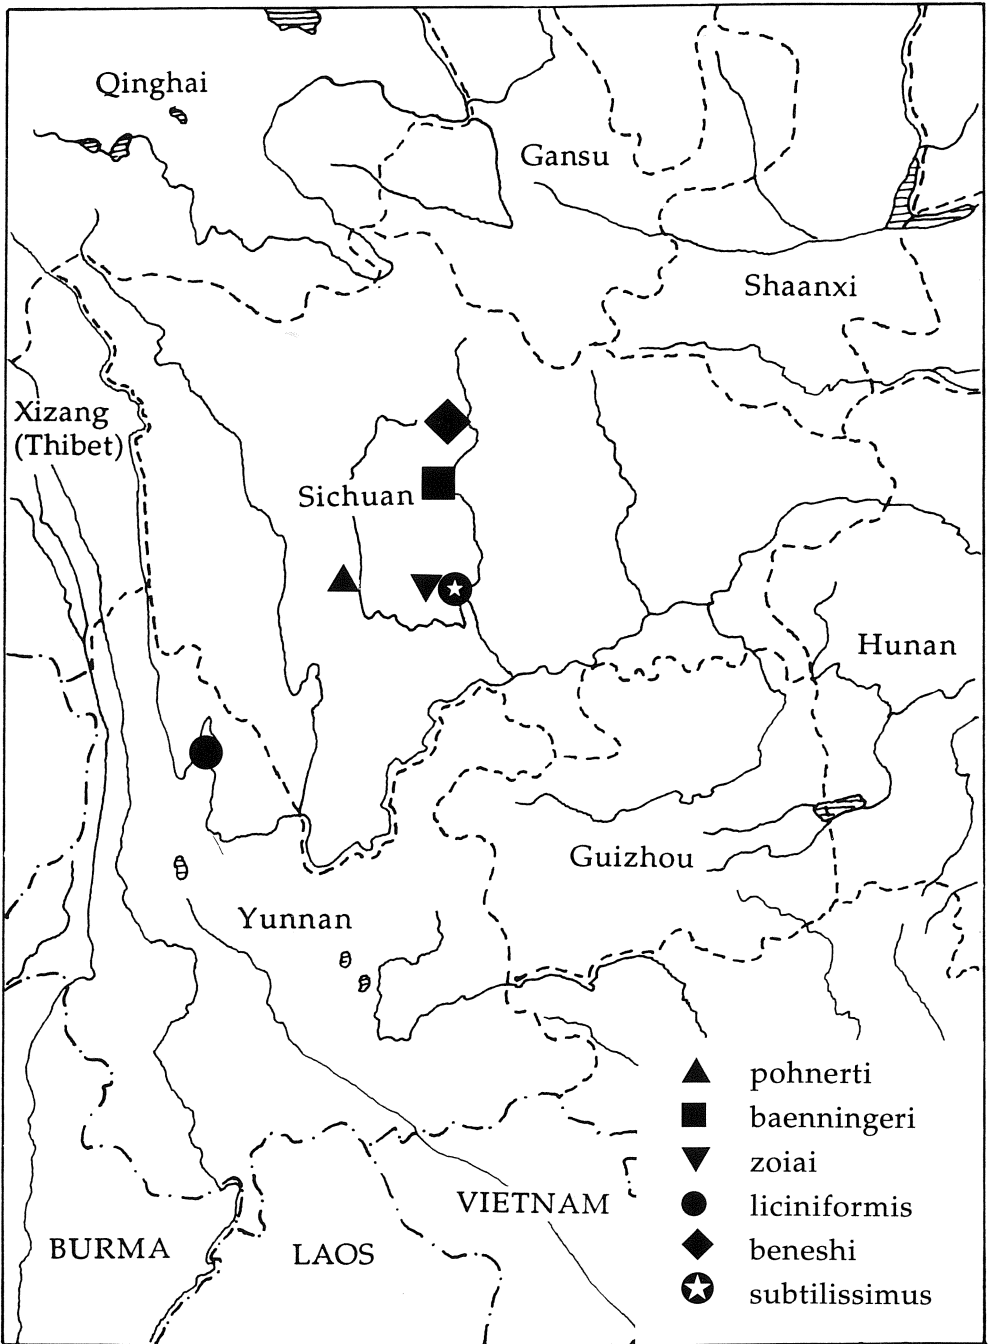 Qinghai
Gansu
Shaanxi
Xizang
(Thibet)
Sichuan
Hunan
Guizhou
Yunnan
pohnerti
baenningeri
zoiai
liciniformis
beneshi
subtilissimus
VIETNAM
BURMA
LAOS